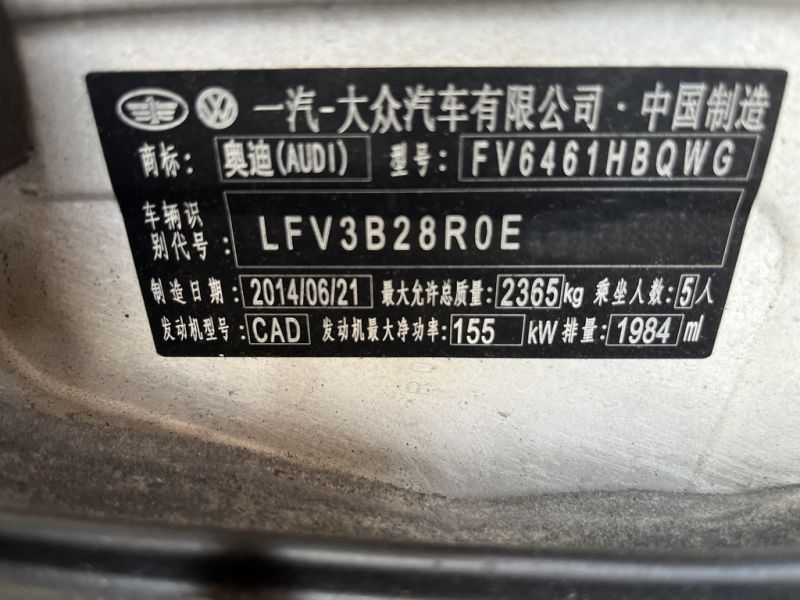 一汽-大众汽车有限公司·中国制造
商标: 奥迪(AUDI) 型号: FV6461HBQWG
车辆识
别代号: LFV3B28R0E
制造日期: 2014/06/21 最大允许总质量: 2365kg 乘坐人数: 5人
发动机型号: CAD 发动机最大净功率: 155 kW 排量: 1984 ml